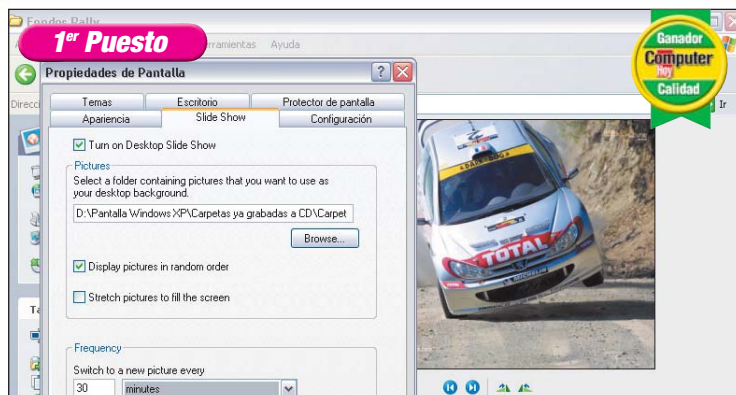 Fondos Rally
1er Puesto
Herramientas Ayuda
Ganador
Computer
Hoy
Calidad
Propiedades de Pantalla
Direcci
Ir
Temas Escritorio Protector de pantalla
Apariencia Slide Show Configuración
Turn on Desktop Slide Show
Pictures
Select a folder containing pictures that you want to use as
your desktop background.
D:\Pantalla Windows XP\Carpetas ya grabadas a CD\Carpet
Browse...
Display pictures in random order
Stretch pictures to fill the screen
TOTAL
Frequency
Switch to a new picture every
30 minutes